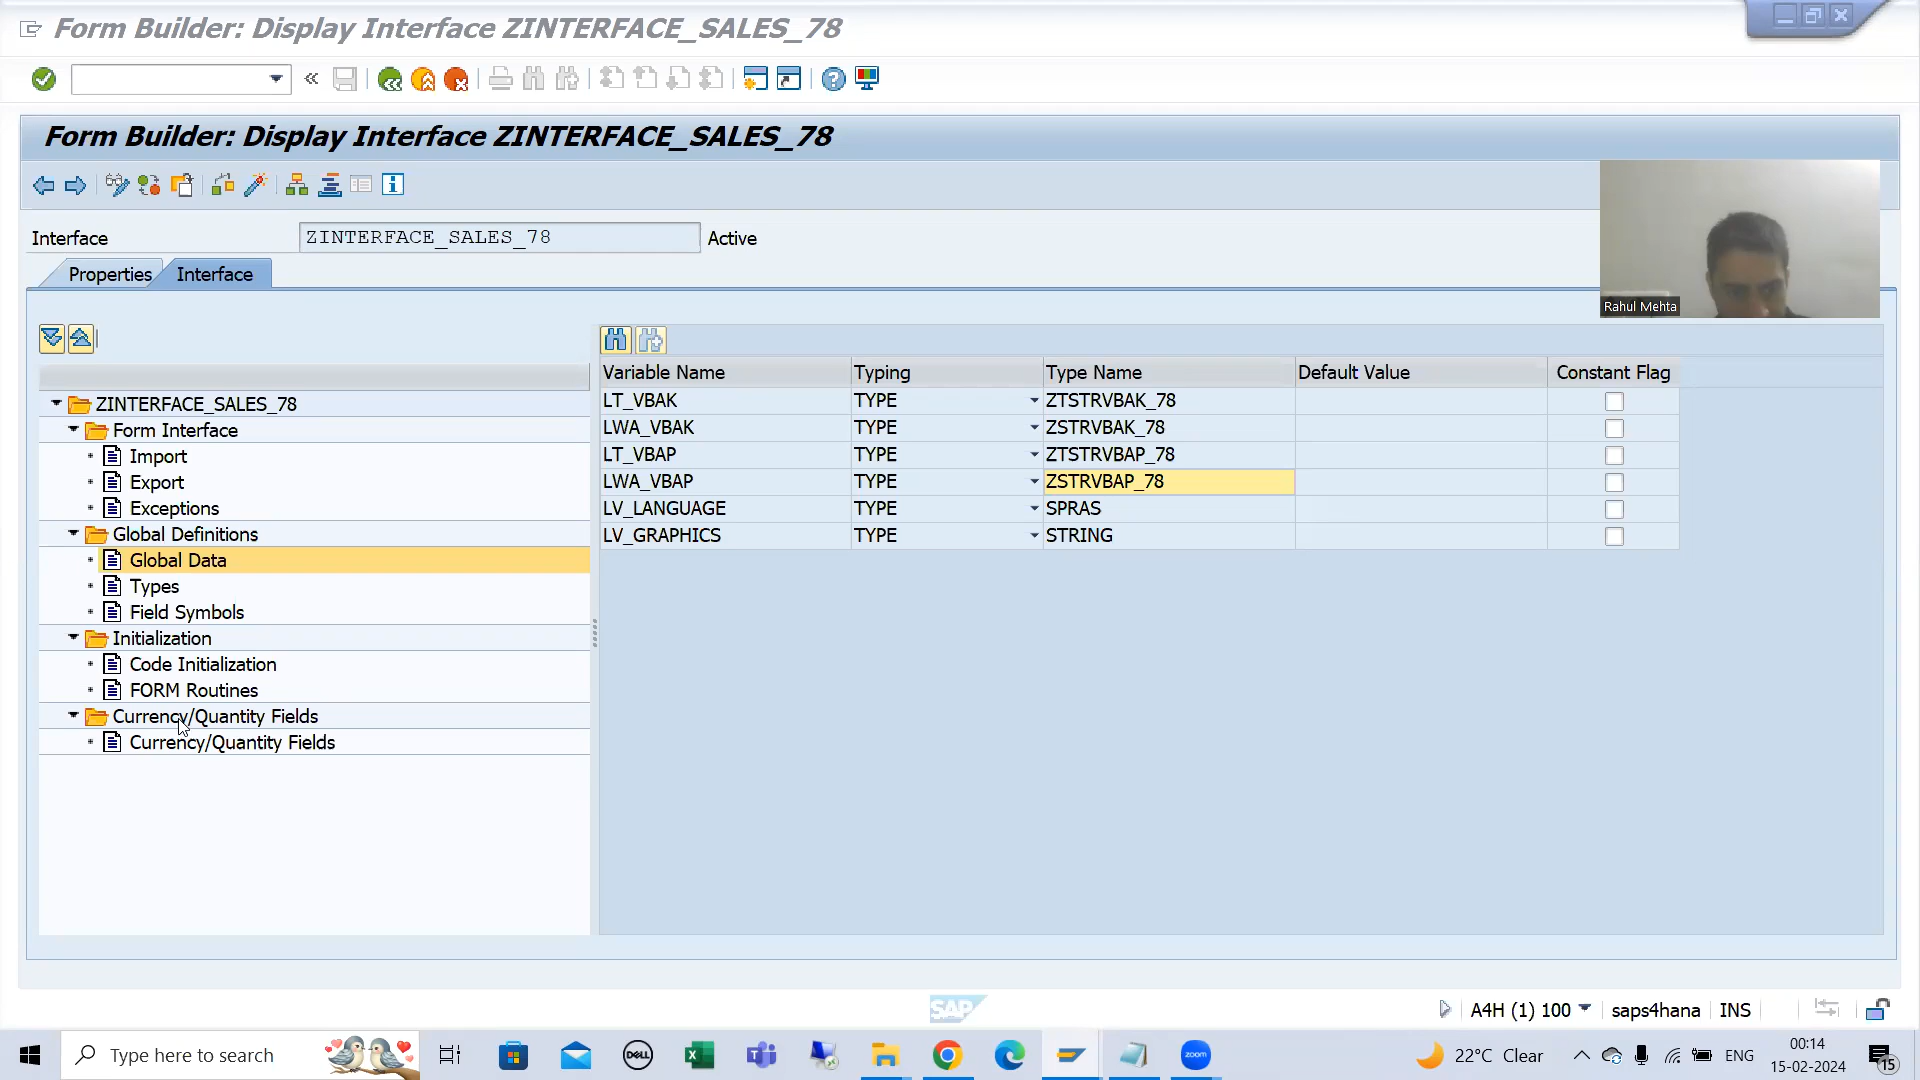 Form Builder: Display Interface ZINTERFACE_SALES_78
Form Builder: Display Interface ZINTERFACE_SALES_78
Interface
ZINTERFACE_SALES_78
Active
Properties
Interface
Rahul Mehta
ZINTERFACE_SALES_78
Form Interface
Import
Export
Exceptions
Global Definitions
Global Data
Types
Field Symbols
Initialization
Code Initialization
FORM Routines
Currency/Quantity Fields
Currency/Quantity Fields
Variable Name Typing Type Name Default Value Constant Flag
LT_VBAK TYPE ZTSTRVBAK_78
LWA_VBAK TYPE ZSTRVBAK_78
LT_VBAP TYPE ZTSTRVBAP_78
LWA_VBAP TYPE ZSTRVBAP_78
LV_LANGUAGE TYPE SPRAS
LV_GRAPHICS TYPE STRING
SAP
A4H (1) 100 saps4hana INS
Type here to search
DELL
zoom
22°C Clear
ENG
00:14
15-02-2024
15